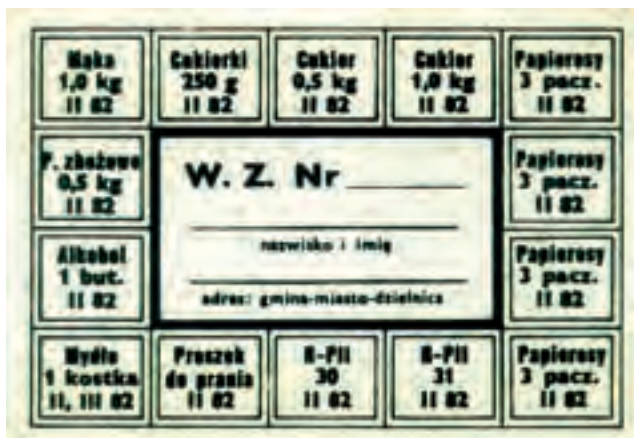 Mąka
1,0 kg
II 82
Cukierki
250 g
II 82
Cukier
0,5 kg
II 82
Cukier
1,0 kg
II 82
Papierosy
3 pacz.
II 82
P. zbożowe
0,5 kg
II 82
W. Z. Nr
nazwisko i imię
adres: gmina-miasto-dzielnica
Papierosy
3 pacz.
II 82
Alkohol
1 but.
II 82
Papierosy
3 pacz.
II 82
Mydło
1 kostka
II, III 82
Proszek
do prania
II 82
R-PII
30
II 82
R-PII
31
II 82
Papierosy
3 pacz.
II 82